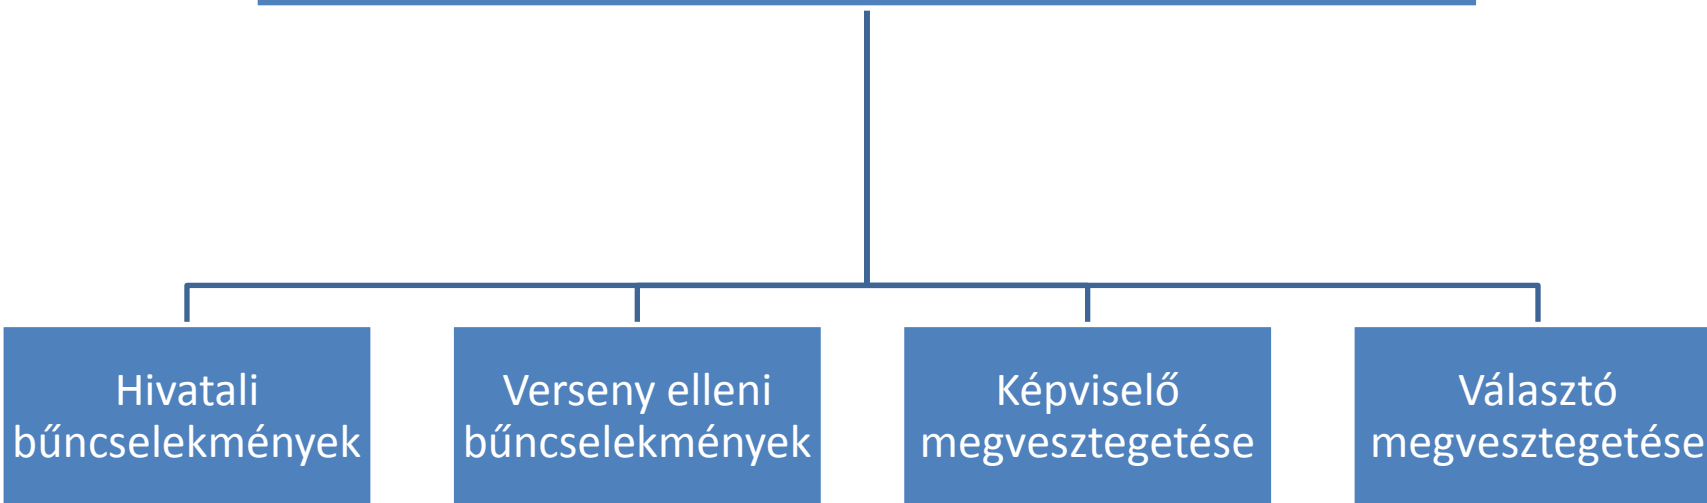 Hivatali
bűncselekmények
Verseny elleni
bűncselekmények
Képviselő
megvesztegetése
Választó
megvesztegetése